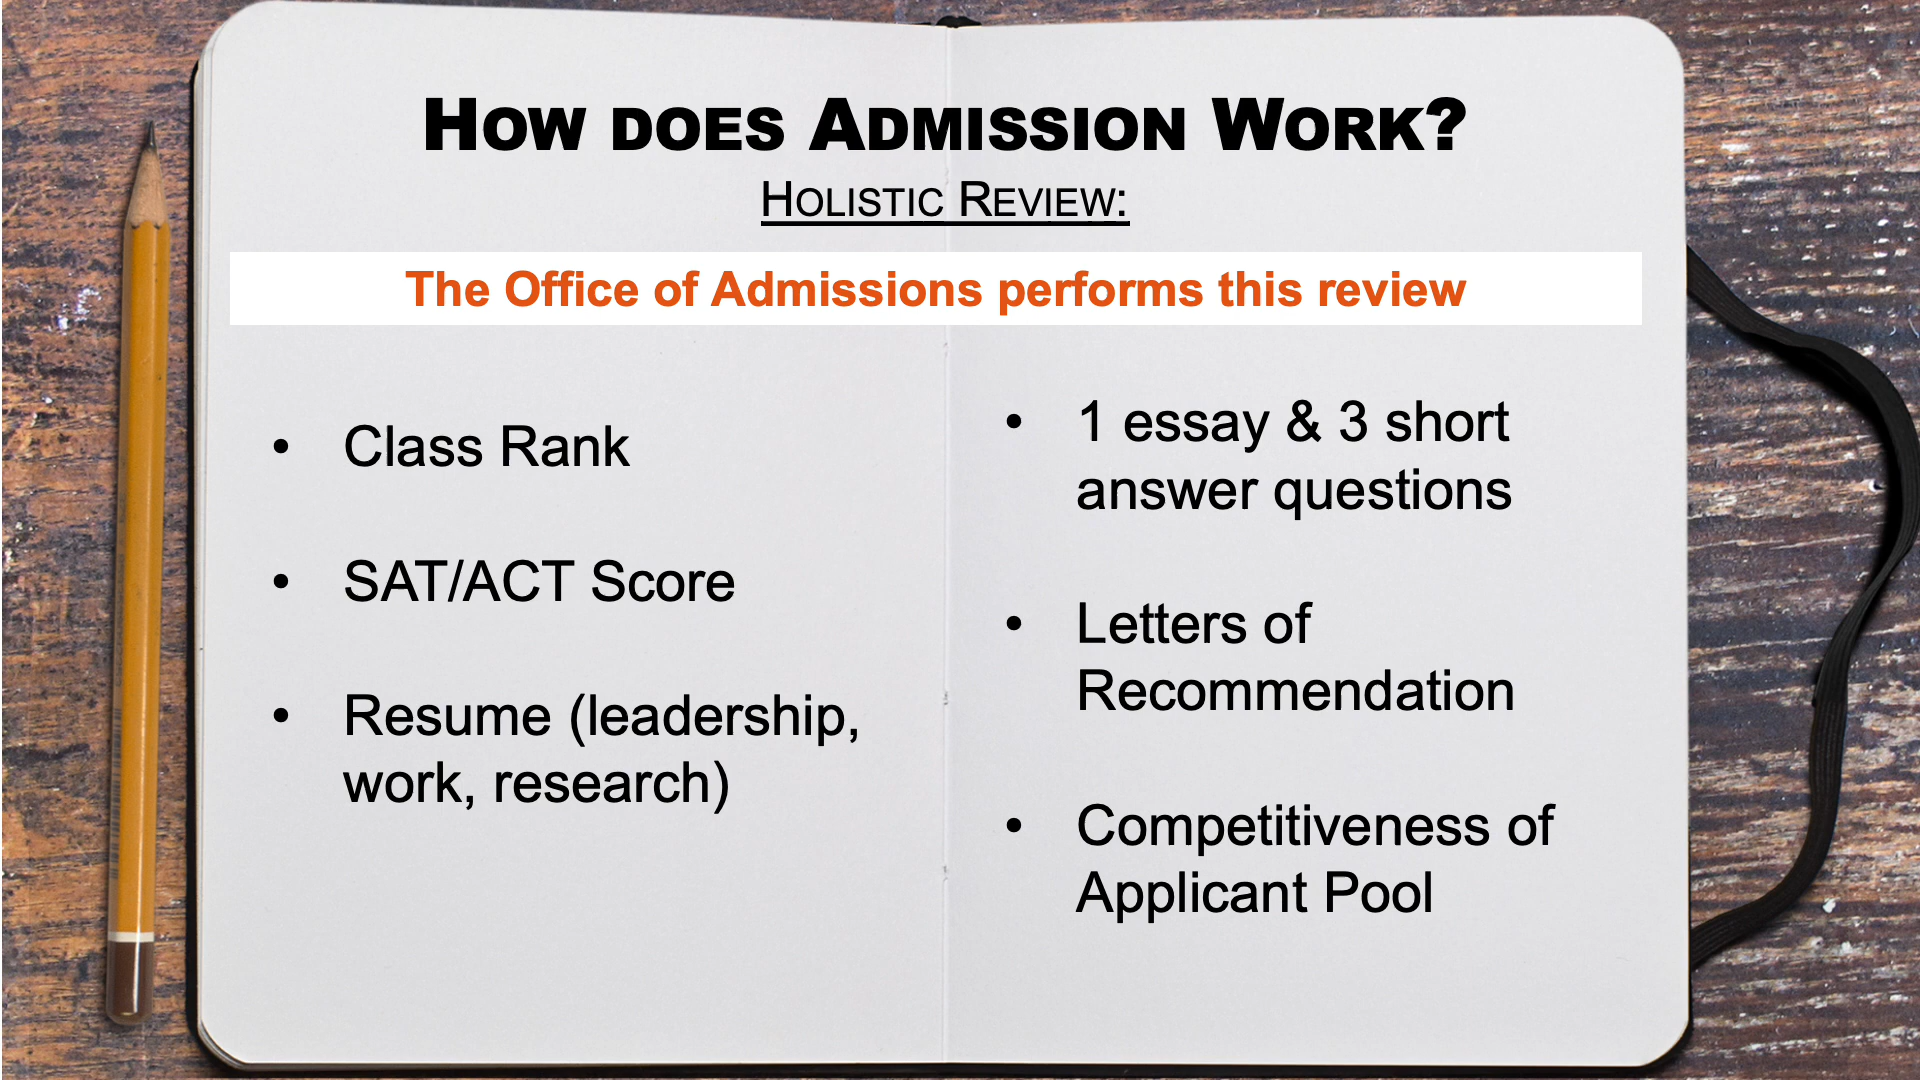 HOW DOES ADMISSION WORK?
HOLISTIC REVIEW:
The Office of Admissions performs this review
• Class Rank
• SAT/ACT Score
• Resume (leadership,
work, research)
• 1 essay & 3 short
answer questions
• Letters of
Recommendation
• Competitiveness of
Applicant Pool